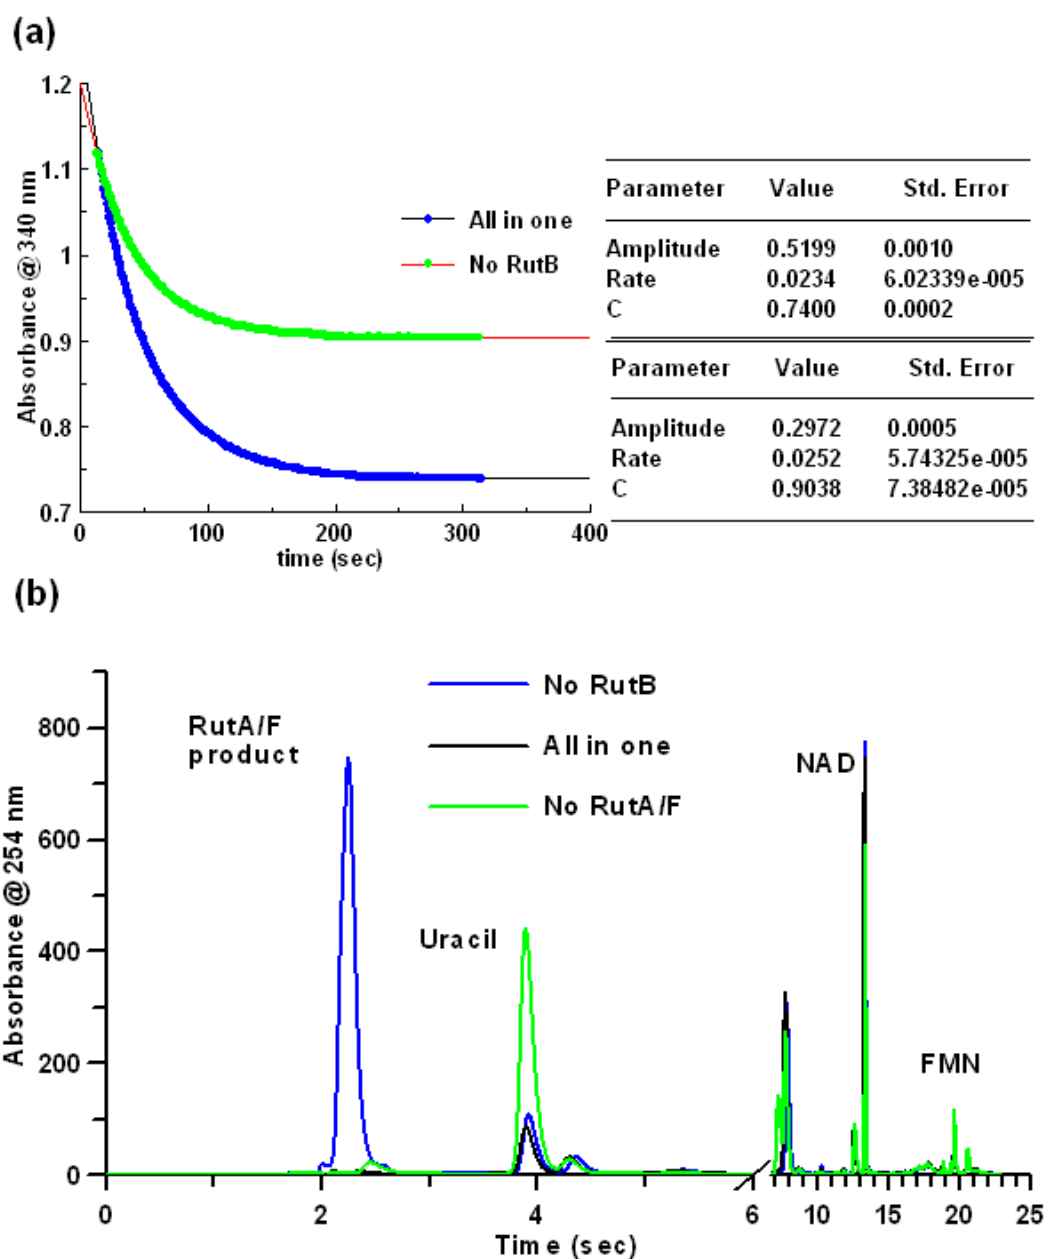 (a)
1.2
1.1
1
0.9
0.8
0.7
Absorbance @ 340 nm
0 100 200 300 400
time (sec)
All in one
No RutB
Parameter Value Std. Error
Amplitude 0.5199 0.0010
Rate 0.0234 6.02339e-005
C 0.7400 0.0002
Parameter Value Std. Error
Amplitude 0.2972 0.0005
Rate 0.0252 5.74325e-005
C 0.9038 7.38482e-005
(b)
No RutB
All in one
No RutA/F
RutA/F
product
Uracil
NAD
FMN
800
600
400
200
0
Absorbance @ 254 nm
0 2 4 6 10 15 20 25
Time (sec)